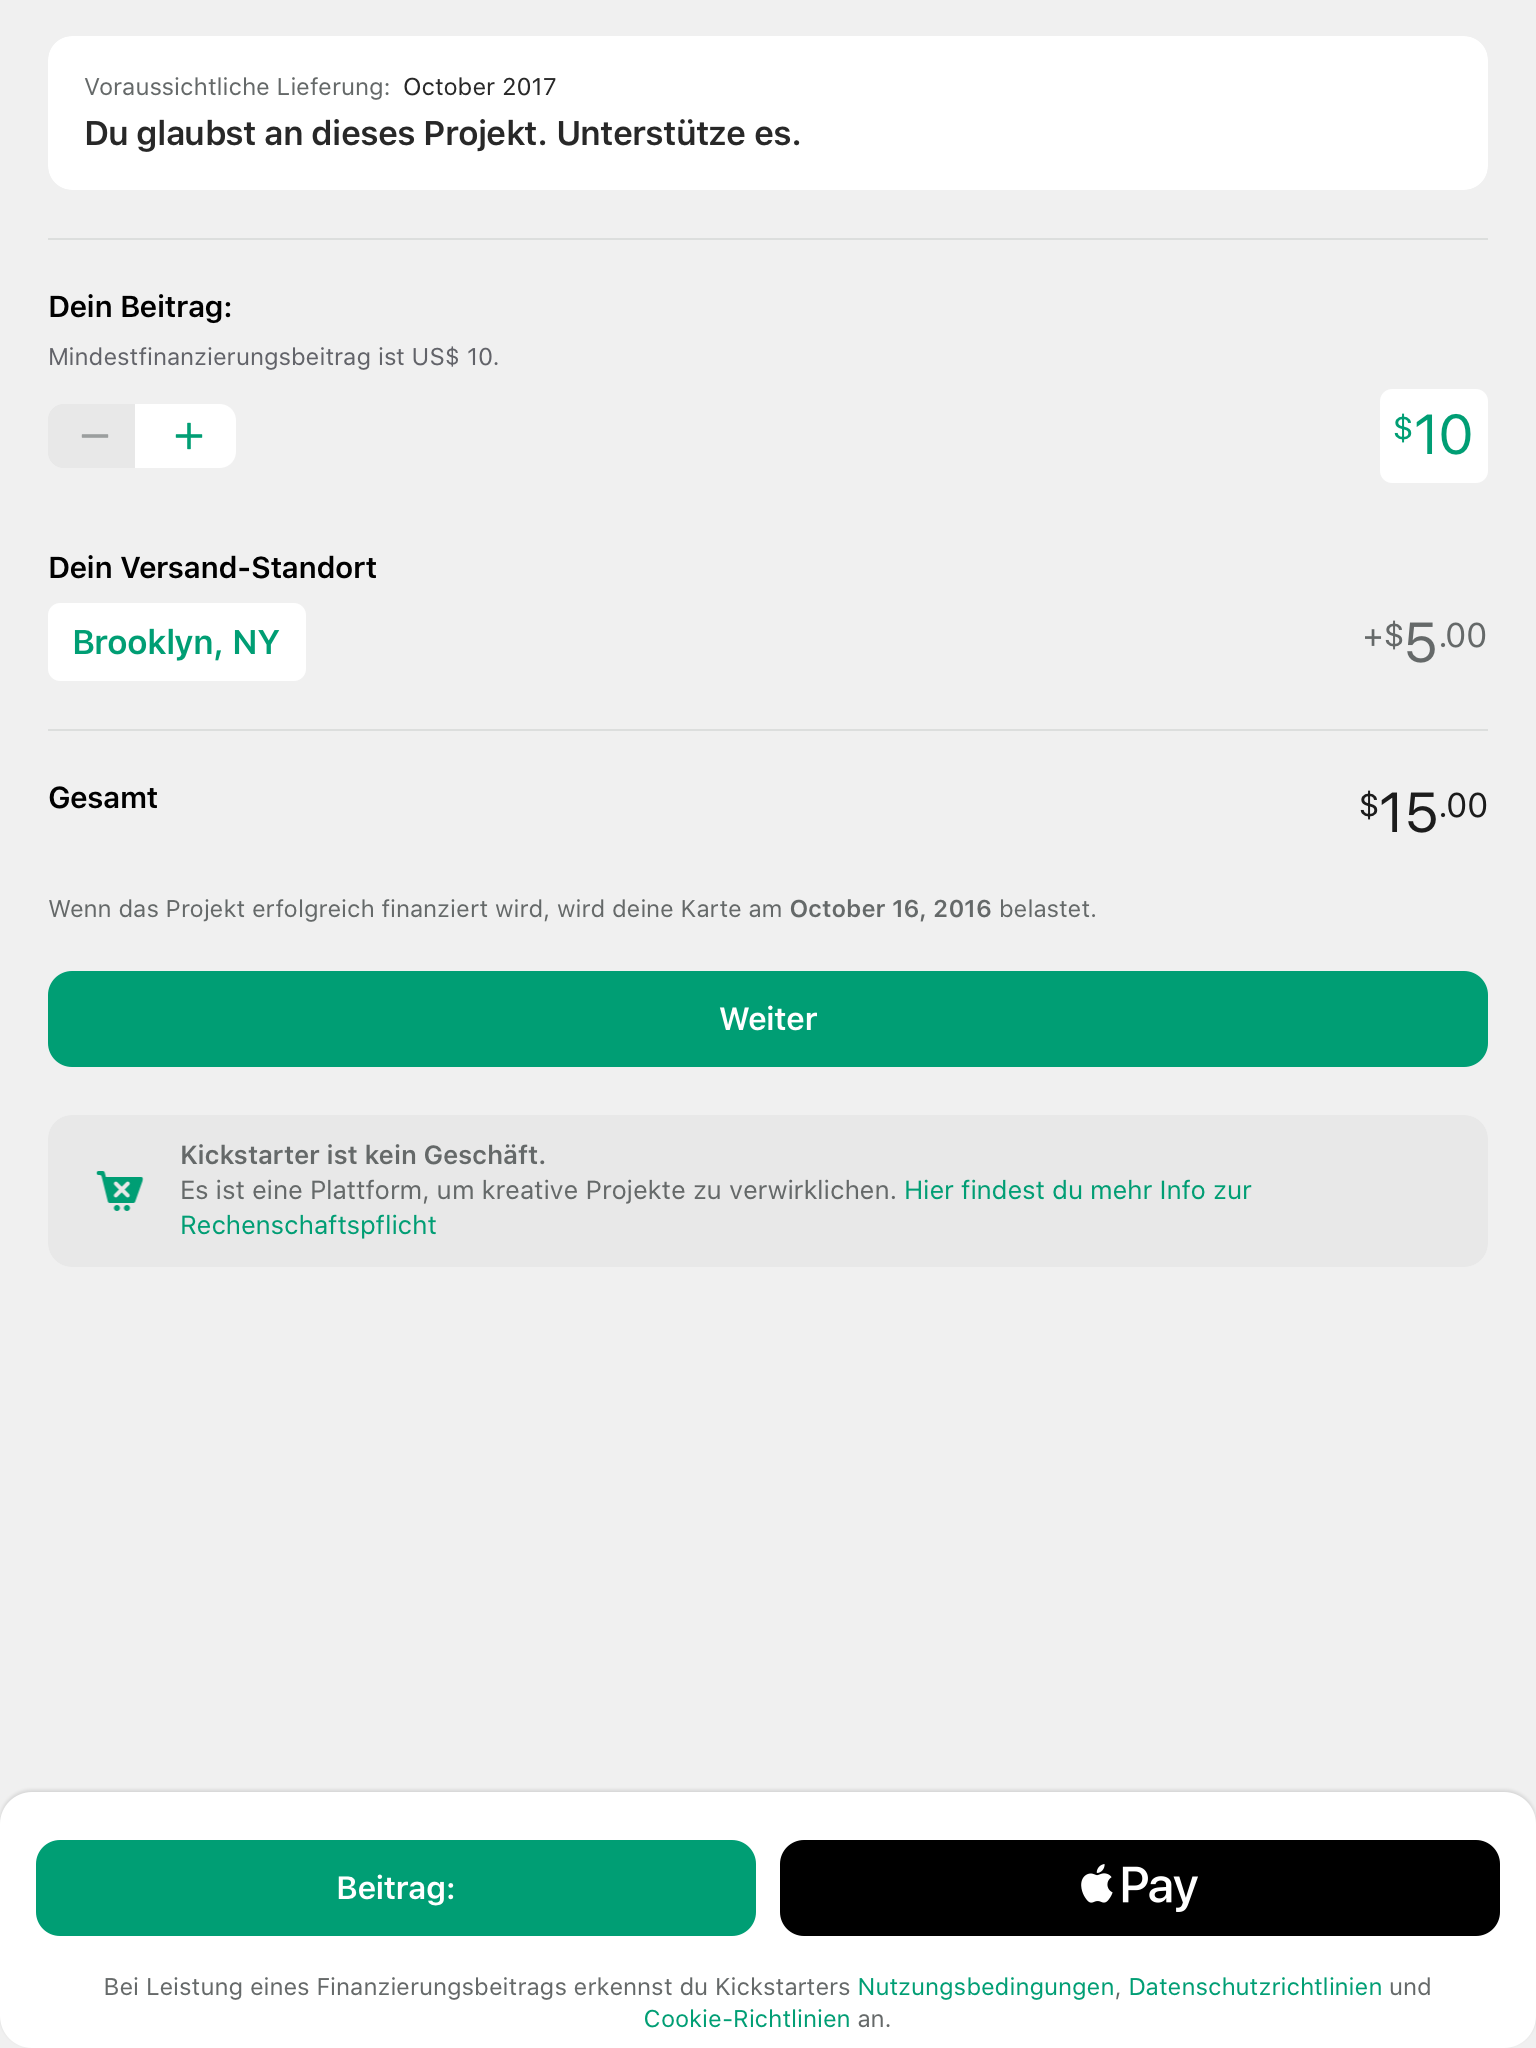 Voraussichtliche Lieferung: October 2017
Du glaubst an dieses Projekt. Unterstütze es.
Dein Beitrag:
Mindestfinanzierungsbeitrag ist US$ 10.
− +
$10
Dein Versand-Standort
Brooklyn, NY
+$5.00
Gesamt
$15.00
Wenn das Projekt erfolgreich finanziert wird, wird deine Karte am October 16, 2016 belastet.
Weiter
Kickstarter ist kein Geschäft.
Es ist eine Plattform, um kreative Projekte zu verwirklichen. Hier findest du mehr Info zur
Rechenschaftspflicht
Beitrag:
Pay
Bei Leistung eines Finanzierungsbeitrags erkennst du Kickstarters Nutzungsbedingungen, Datenschutzrichtlinien und
Cookie-Richtlinien an.